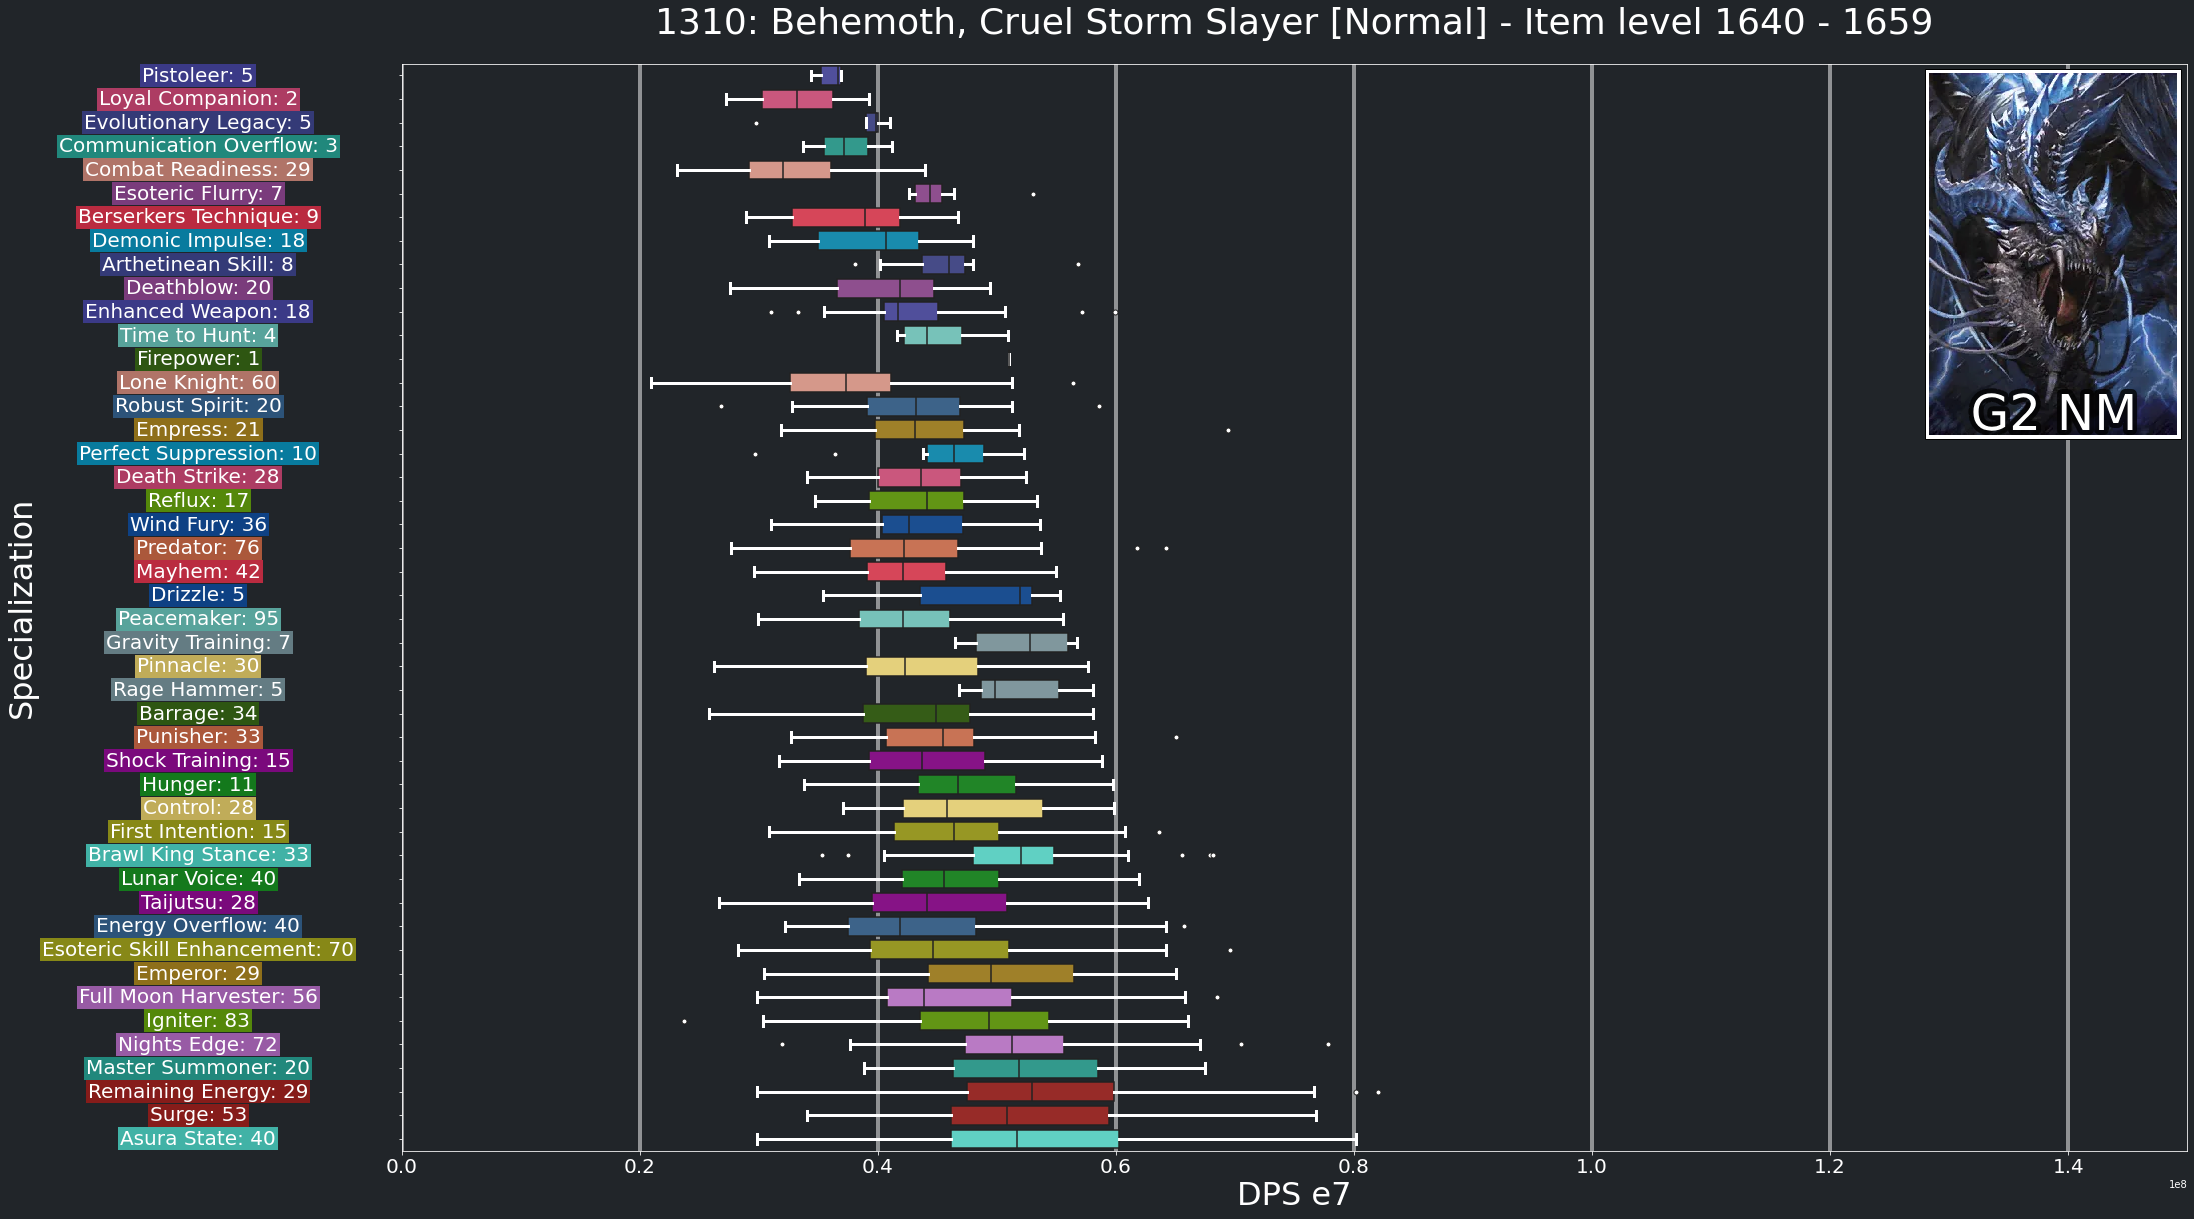 1310: Behemoth, Cruel Storm Slayer [Normal] - Item level 1640 - 1659
Pistoleer: 5
Loyal Companion: 2
Evolutionary Legacy: 5
Communication Overflow: 3
Combat Readiness: 29
Esoteric Flurry: 7
Berserkers Technique: 9
Demonic Impulse: 18
Arthetinean Skill: 8
Deathblow: 20
Enhanced Weapon: 18
Time to Hunt: 4
Firepower: 1
Lone Knight: 60
Robust Spirit: 20
Empress: 21
Perfect Suppression: 10
Death Strike: 28
Reflux: 17
Wind Fury: 36
Predator: 76
Mayhem: 42
Drizzle: 5
Peacemaker: 95
Gravity Training: 7
Pinnacle: 30
Rage Hammer: 5
Barrage: 34
Punisher: 33
Shock Training: 15
Hunger: 11
Control: 28
First Intention: 15
Brawl King Stance: 33
Lunar Voice: 40
Taijutsu: 28
Energy Overflow: 40
Esoteric Skill Enhancement: 70
Emperor: 29
Full Moon Harvester: 56
Igniter: 83
Nights Edge: 72
Master Summoner: 20
Remaining Energy: 29
Surge: 53
Asura State: 40
Specialization
G2 NM
0.0 0.2 0.4 0.6 0.8 1.0 1.2 1.4
1e8
DPS e7